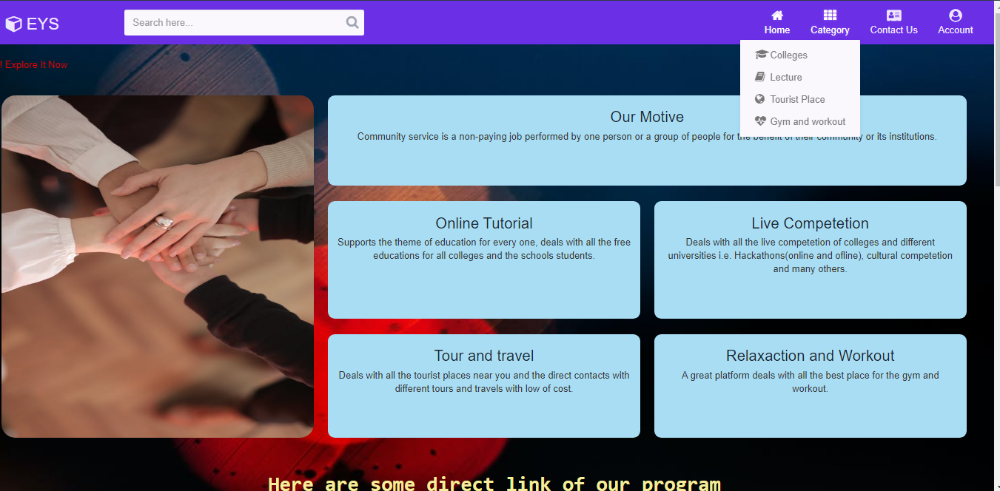 EYS
Search here...
Home
Category
Contact Us
Account
Colleges
Lecture
Tourist Place
Gym and workout
! Explore It Now
Our Motive
Community service is a non-paying job performed by one person or a group of people for the benefit of their community or its institutions.
Online Tutorial
Supports the theme of education for every one, deals with all the free
educations for all colleges and the schools students.
Live Competetion
Deals with all the live competetion of colleges and different
universities i.e. Hackathons(online and ofline), cultural competetion
and many others.
Tour and travel
Deals with all the tourist places near you and the direct contacts with
different tours and travels with low of cost.
Relaxaction and Workout
A great platform deals with all the best place for the gym and
workout.
Here are some direct link of our program